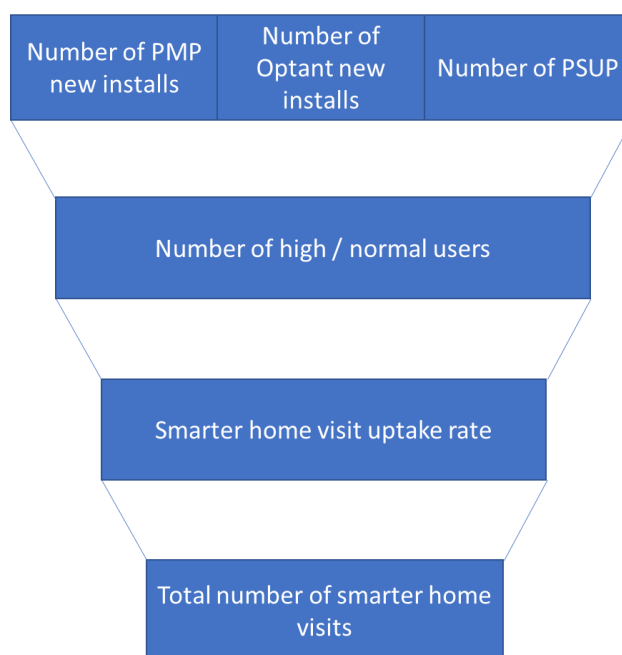 Number of PMP
new installs
Number of
Optant new
installs
Number of PSUP
Number of high / normal users
Smarter home visit uptake rate
Total number of smarter home
visits